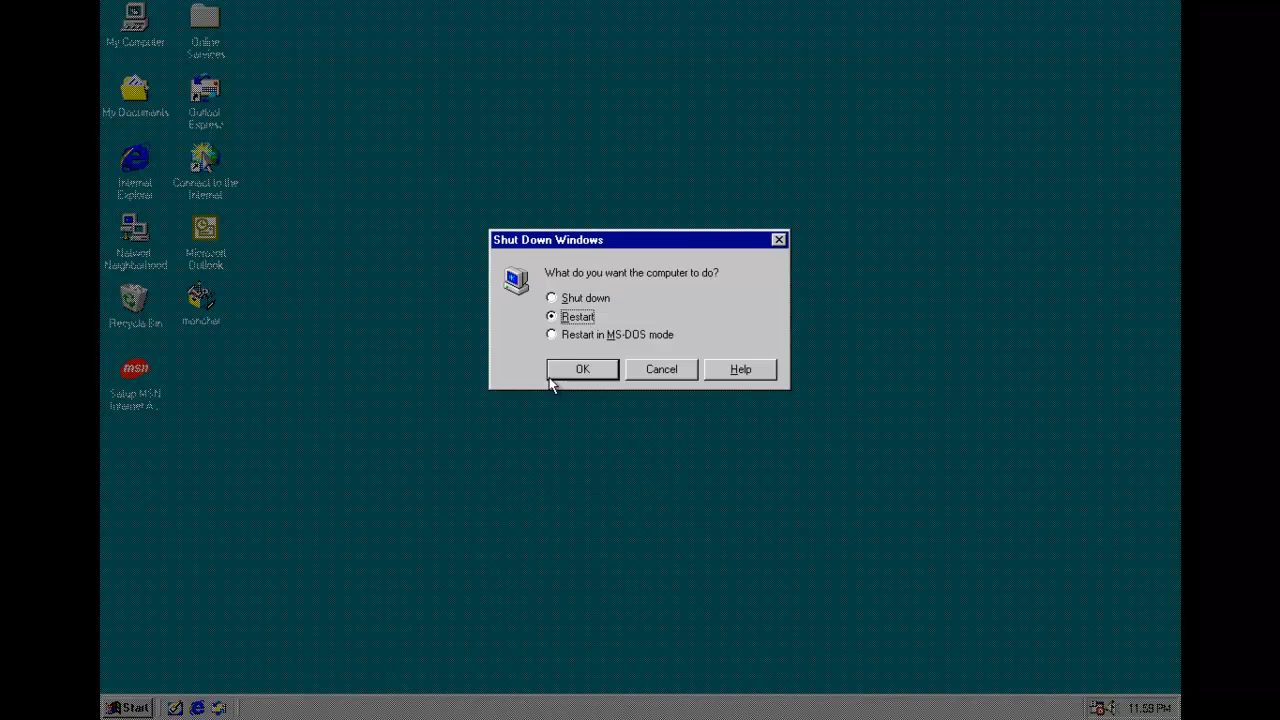 My Computer
Online
Services
My Documents
Outlook
Express
Internet
Explorer
Connect to the
Internet
Network
Neighborhood
Microsoft
Outlook
Recycle Bin
msn
Setup MSN
Internet A...
Shut Down Windows
What do you want the computer to do?
Shut down
Restart
Restart in MS-DOS mode
OK
Cancel
Help
Start
11:59 PM